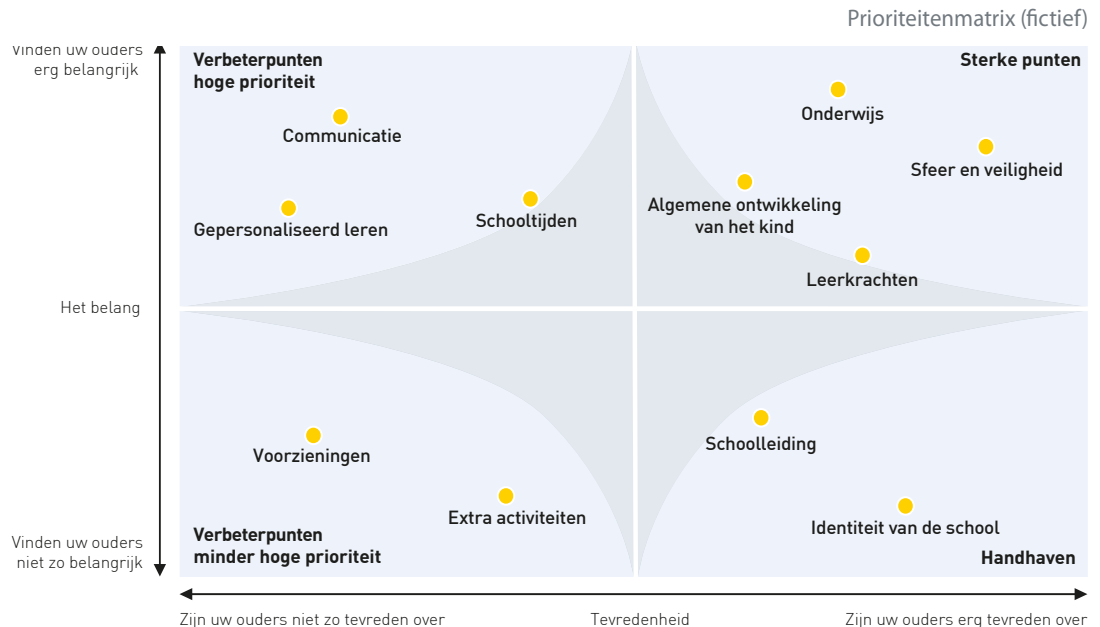 Prioriteitenmatrix (fictief)
Vinden uw ouders
erg belangrijk
Verbeterpunten
hoge prioriteit
Sterke punten
Onderwijs
Communicatie
Sfeer en veiligheid
Algemene ontwikkeling
van het kind
Schooltijden
Gepersonaliseerd leren
Leerkrachten
Het belang
Schoolleiding
Voorzieningen
Extra activiteiten
Identiteit van de school
Verbeterpunten
minder hoge prioriteit
Handhaven
Vinden uw ouders
niet zo belangrijk
Zijn uw ouders niet zo tevreden over
Tevredenheid
Zijn uw ouders erg tevreden over